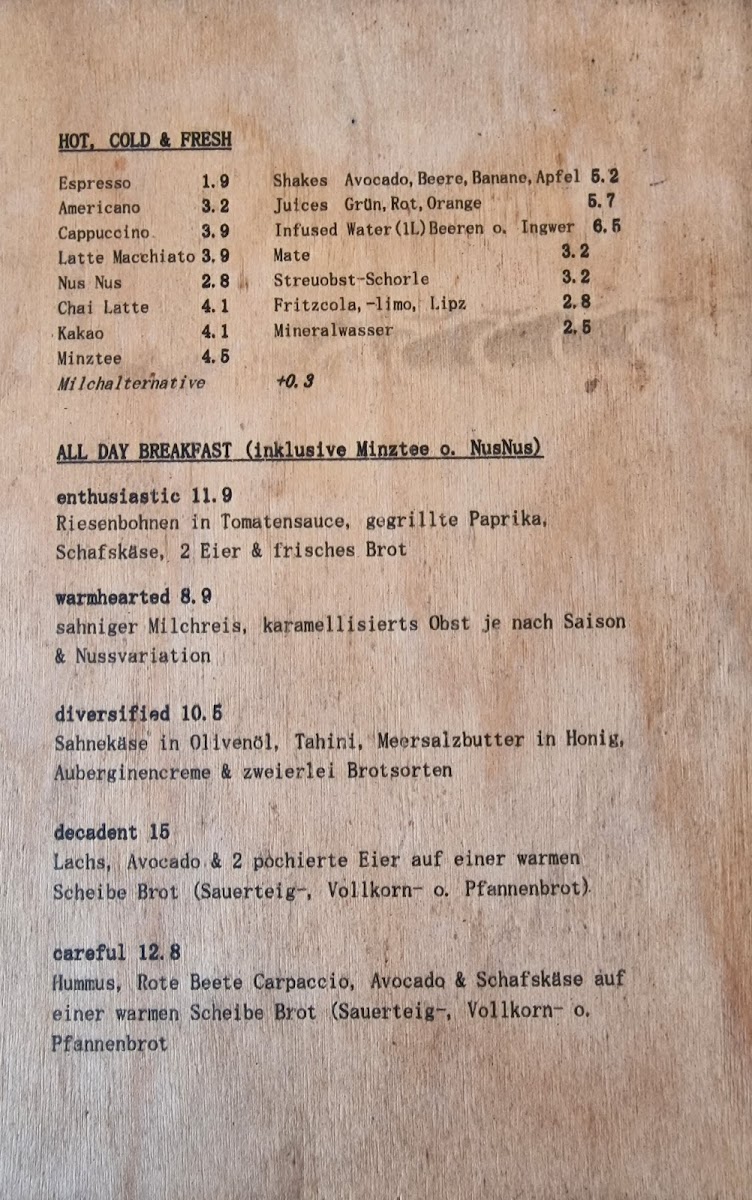 HOT, COLD & FRESH
Espresso 1.9
Americano 3.2
Cappuccino 3.9
Latte Macchiato 3.9
Nus Nus 2.8
Chai Latte 4.1
Kakao 4.1
Minztee 4.5
Milchalternative +0.3
Shakes Avocado, Beere, Banane, Apfel 5.2
Juices Grün, Rot, Orange 5.7
Infused Water(1L)Beeren o. Ingwer 6.5
Mate 3.2
Streuobst-Schorle 3.2
Fritzcola, -limo, Lipz 2.8
Mineralwasser 2.5
ALL DAY BREAKFAST (inklusive Minztee o. NusNus)
enthusiastic 11.9
Riesenbohnen in Tomatensauce, gegrillte Paprika,
Schafskäse, 2 Eier & frisches Brot
warmhearted 8.9
sahniger Milchreis, karamellisierts Obst je nach Saison
& Nussvariation
diversified 10.5
Sahnekäse in Olivenöl, Tahini, Meersalzbutter in Honig,
Auberginencreme & zweierlei Brotsorten
decadent 15
Lachs, Avocado & 2 pochierte Eier auf einer warmen
Scheibe Brot (Sauerteig-, Vollkorn- o. Pfannenbrot)
careful 12.8
Hummus, Rote Beete Carpaccio, Avocado & Schafskäse auf
einer warmen Scheibe Brot (Sauerteig-, Vollkorn- o.
Pfannenbrot